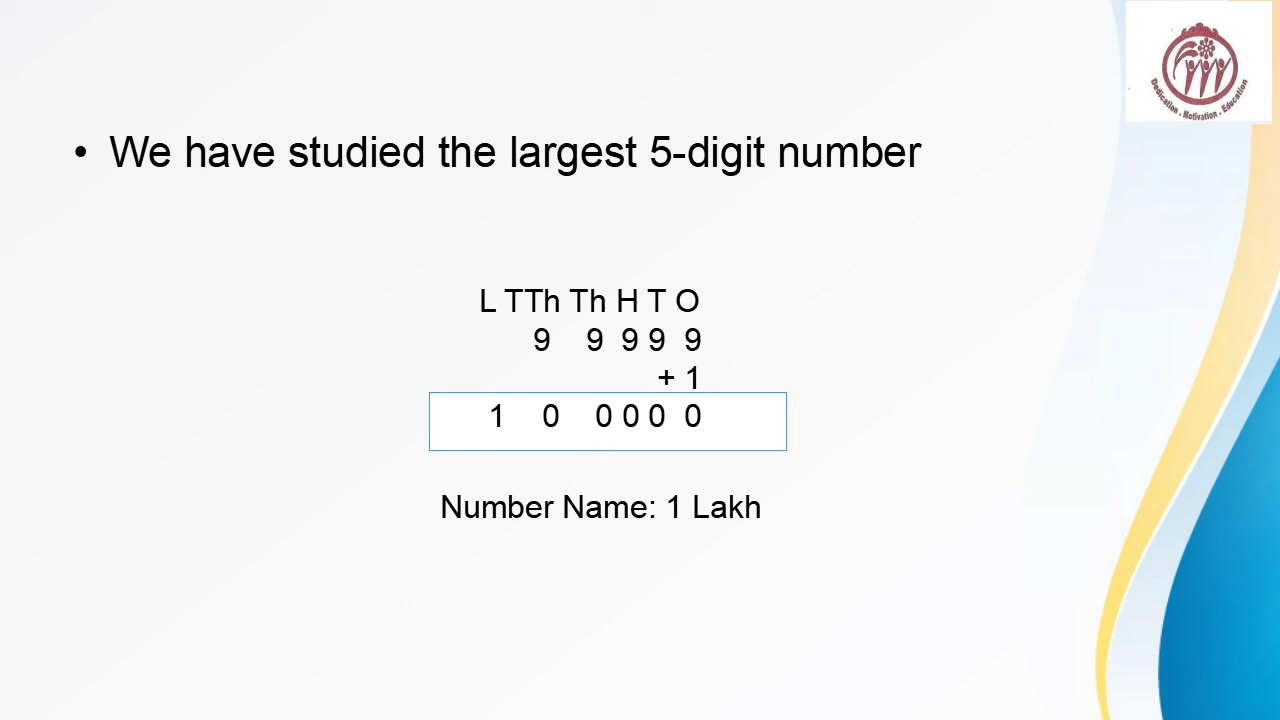 Dedication . Motivation . Education
• We have studied the largest 5-digit number
L TTh Th H T O
9 9 9 9 9
+ 1
1 0 0 0 0 0
Number Name: 1 Lakh